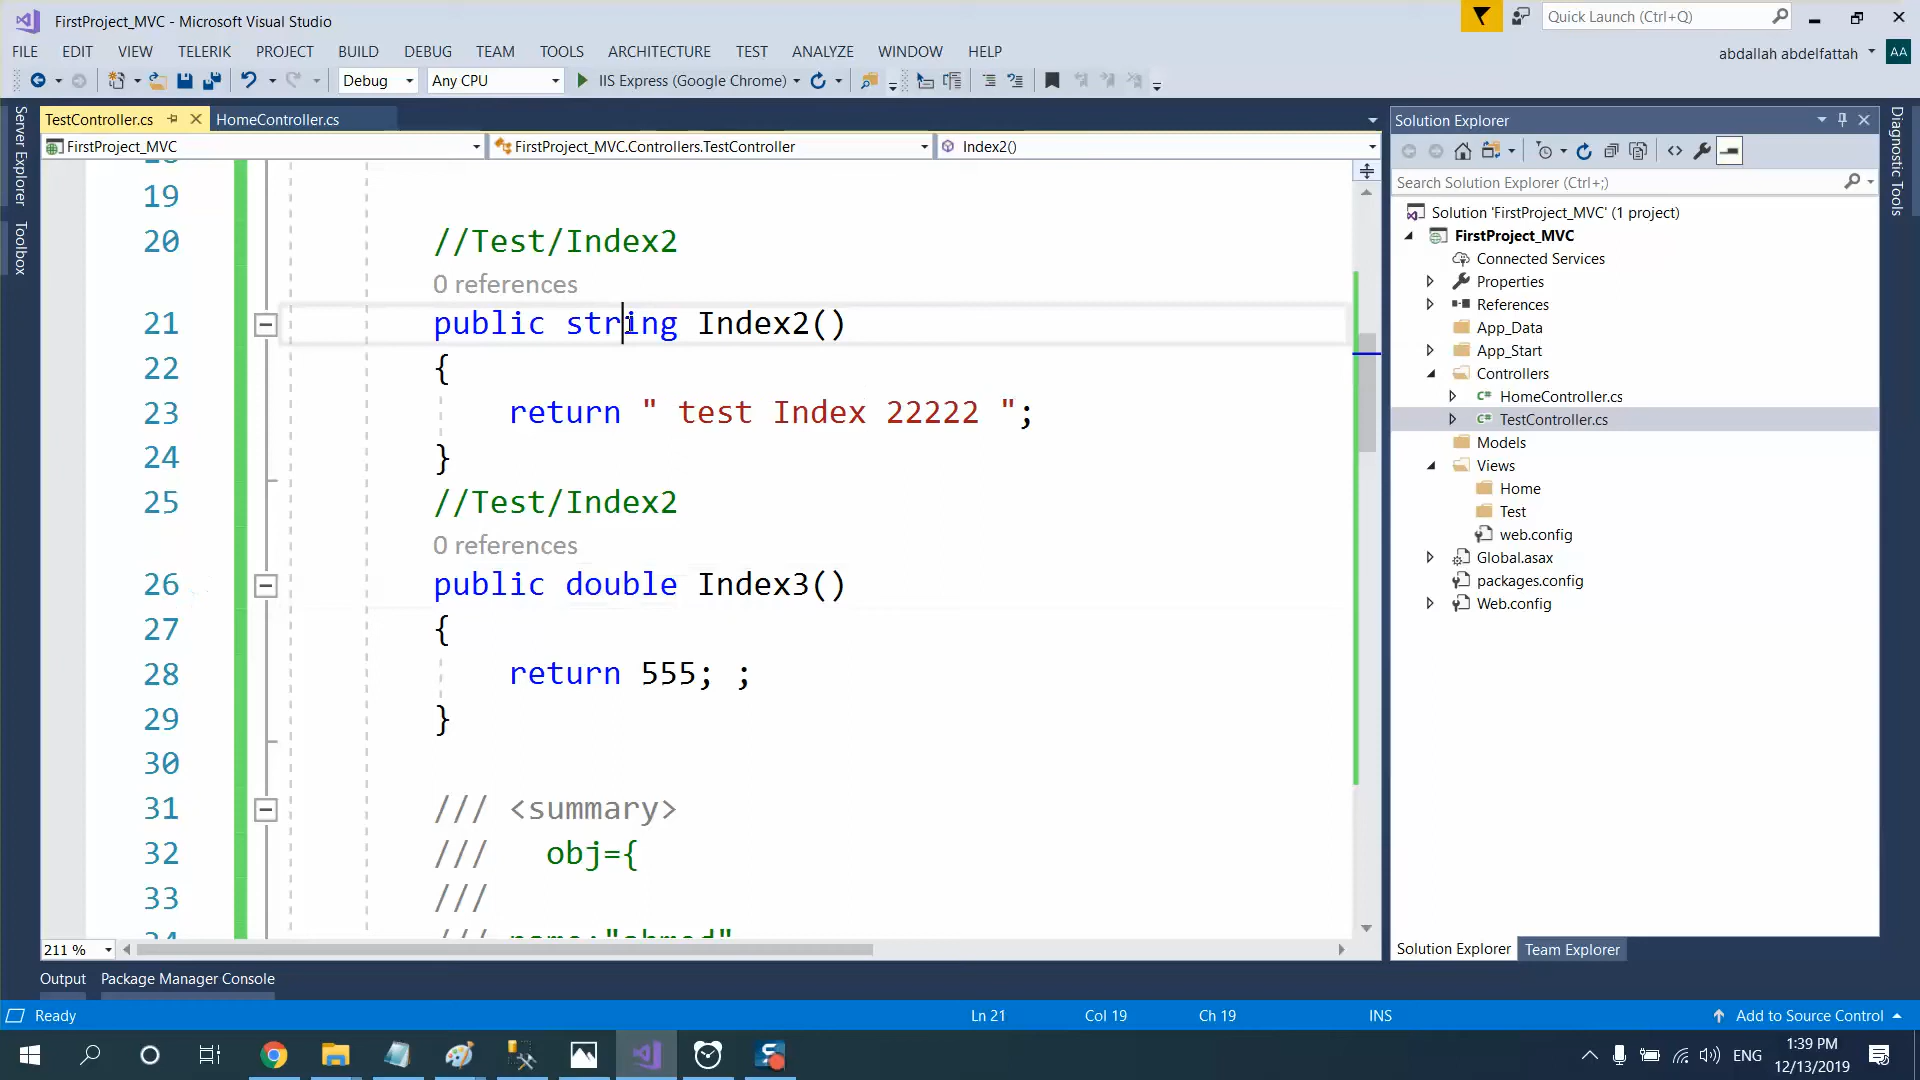 FirstProject_MVC - Microsoft Visual Studio
Quick Launch (Ctrl+Q)
FILE EDIT VIEW TELERIK PROJECT BUILD DEBUG TEAM TOOLS ARCHITECTURE TEST ANALYZE WINDOW HELP
abdallah abdelfattah AA
Debug Any CPU IIS Express (Google Chrome)
Server Explorer
Toolbox
TestController.cs HomeController.cs
FirstProject_MVC FirstProject_MVC.Controllers.TestController Index2()
19
20 //Test/Index2
0 references
21 public string Index2()
22 {
23 return " test Index 22222 ";
24 }
25 //Test/Index2
0 references
26 public double Index3()
27 {
28 return 555; ;
29 }
30
31 /// <summary>
32 /// obj={
33 ///
211 %
Output Package Manager Console
Solution Explorer
Search Solution Explorer (Ctrl+;)
Solution 'FirstProject_MVC' (1 project)
FirstProject_MVC
Connected Services
Properties
References
App_Data
App_Start
Controllers
HomeController.cs
TestController.cs
Models
Views
Home
Test
web.config
Global.asax
packages.config
Web.config
Solution Explorer Team Explorer
Diagnostic Tools
Ready Ln 21 Col 19 Ch 19 INS Add to Source Control
ENG
1:39 PM
12/13/2019